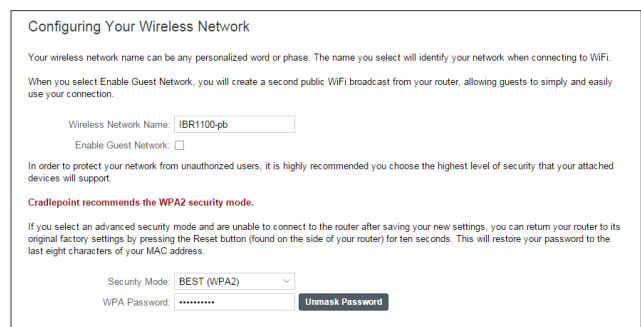 Configuring Your Wireless Network
Your wireless network name can be any personalized word or phase. The name you select will identify your network when connecting to WiFi.
When you select Enable Guest Network, you will create a second public WiFi broadcast from your router, allowing guests to simply and easily
use your connection.
Wireless Network Name: IBR1100-pb
Enable Guest Network:
In order to protect your network from unauthorized users, it is highly recommended you choose the highest level of security that your attached
devices will support.
Cradlepoint recommends the WPA2 security mode.
If you select an advanced security mode and are unable to connect to the router after saving your new settings, you can return your router to its
original factory settings by pressing the Reset button (found on the side of your router) for ten seconds. This will restore your password to the
last eight characters of your MAC address.
Security Mode: BEST (WPA2)
WPA Password: •••••••••• Unmask Password